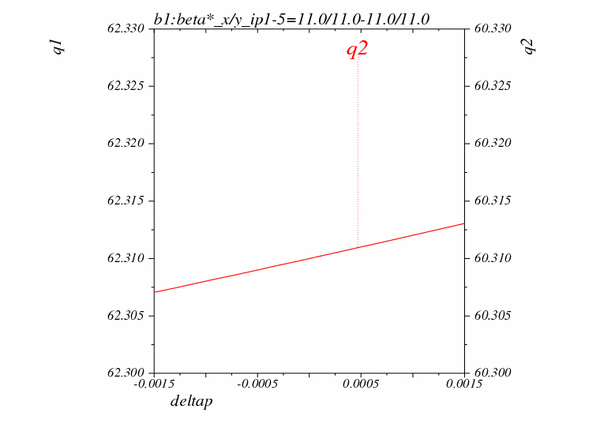 b1:beta*_x/y_ip1-5=11.0/11.0-11.0/11.0
q1
q2
q2
62.330
62.325
62.320
62.315
62.310
62.305
62.300
60.330
60.325
60.320
60.315
60.310
60.305
60.300
-0.0015 -0.0005 0.0005 0.0015
deltap